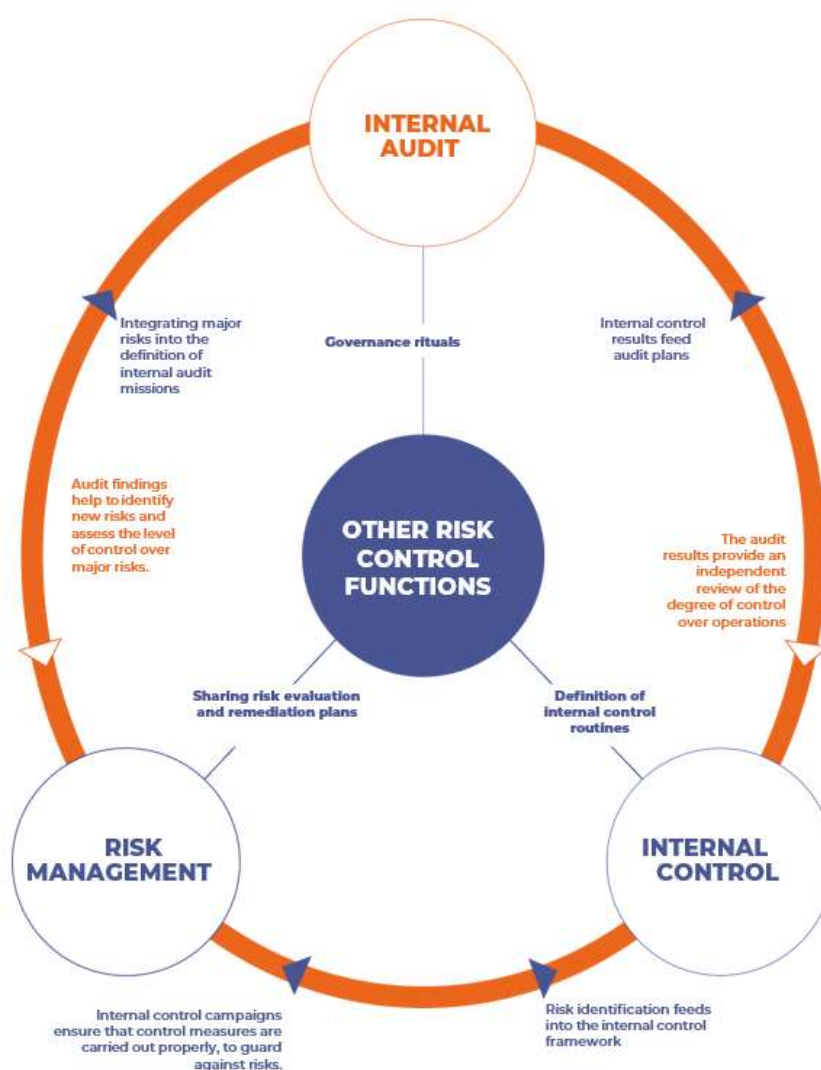 INTERNAL
AUDIT
Integrating major
risks into the
definition of
internal audit
missions
Governance rituals
Internal control
results feed
audit plans
Audit findings
help to identify
new risks and
assess the level
of control over
major risks.
OTHER RISK
CONTROL
FUNCTIONS
The audit
results provide an
independent
review of the
degree of control
over operations
Sharing risk evaluation
and remediation plans
Definition of
internal control
routines
RISK
MANAGEMENT
INTERNAL
CONTROL
Internal control campaigns
ensure that control measures are
carried out properly, to guard
against risks.
Risk identification feeds
into the internal control
framework